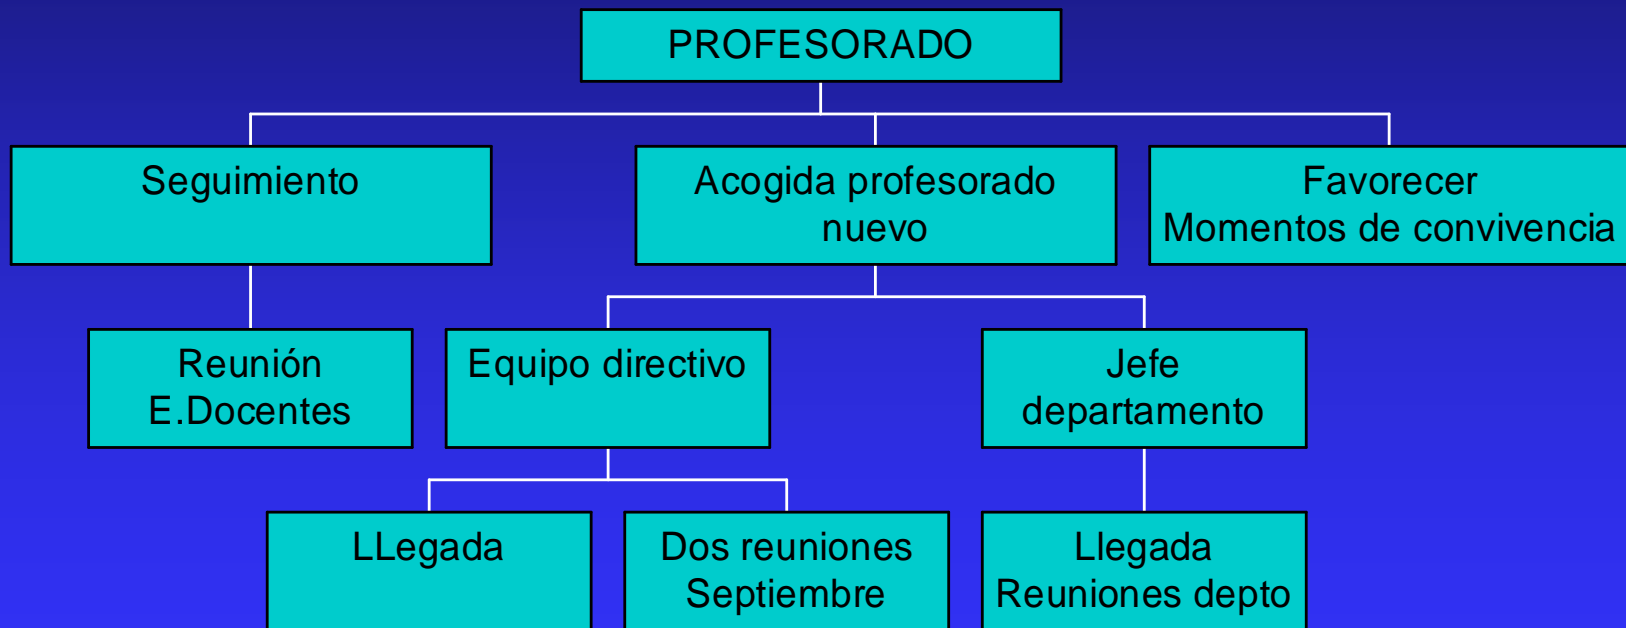 PROFESORADO
Seguimiento
Acogida profesorado
nuevo
Favorecer
Momentos de convivencia
Reunión
E.Docentes
Equipo directivo
Jefe
departamento
LLegada
Dos reuniones
Septiembre
Llegada
Reuniones depto